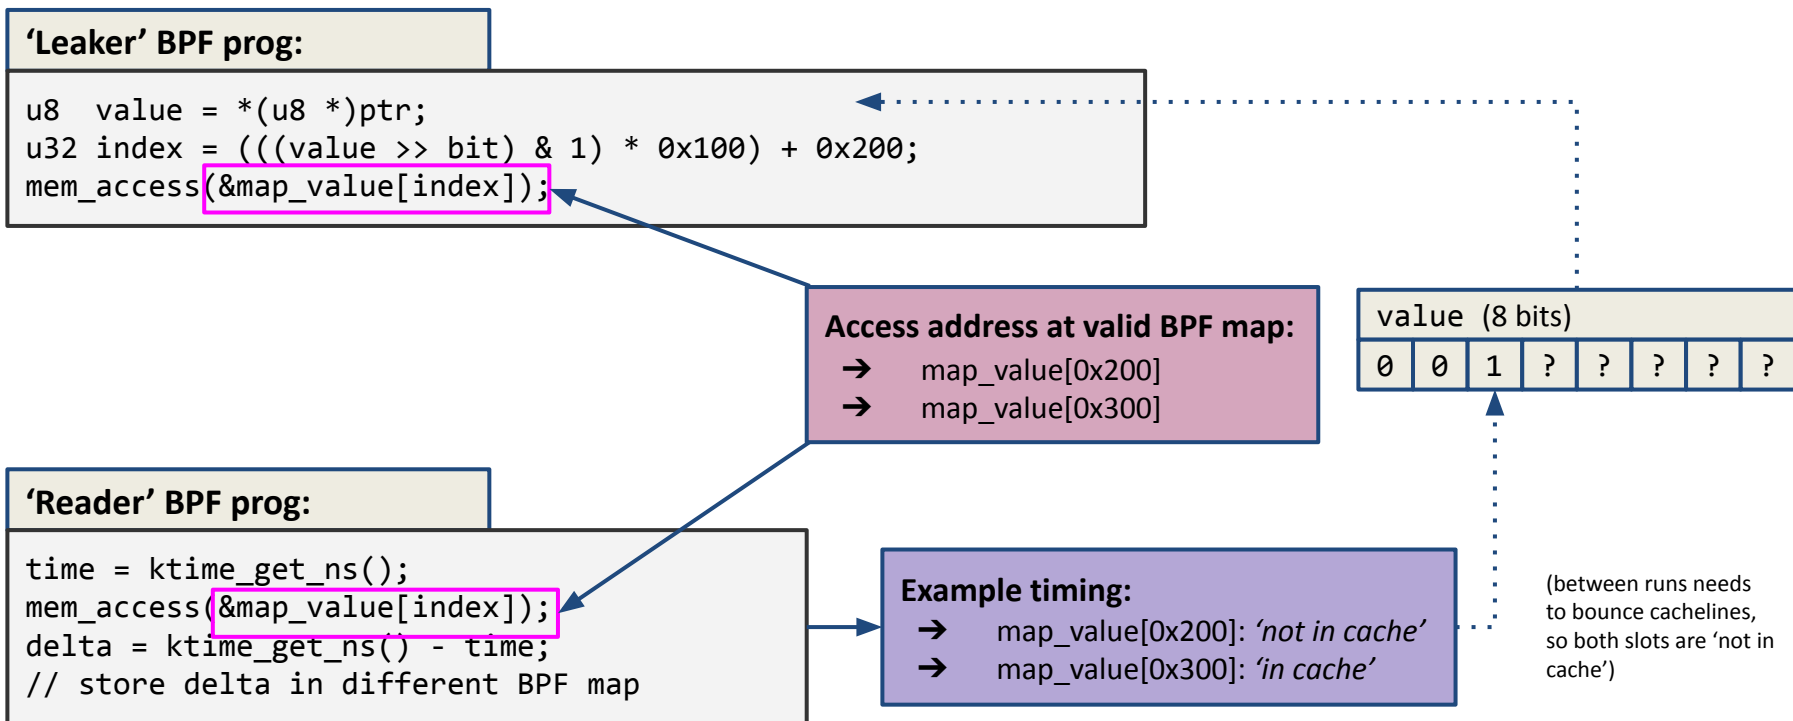 ‘Leaker’ BPF prog:
u8  value = *(u8 *)ptr;
u32 index = (((value >> bit) & 1) * 0x100) + 0x200;
mem_access(&map_value[index]);
Access address at valid BPF map:
➔ map_value[0x200]
➔ map_value[0x300]
value (8 bits)
0 0 1 ? ? ? ? ?
‘Reader’ BPF prog:
time = ktime_get_ns();
mem_access(&map_value[index]);
delta = ktime_get_ns() - time;
// store delta in different BPF map
Example timing:
➔ map_value[0x200]: ‘not in cache’
➔ map_value[0x300]: ‘in cache’
(between runs needs
to bounce cachelines,
so both slots are ‘not in
cache’)